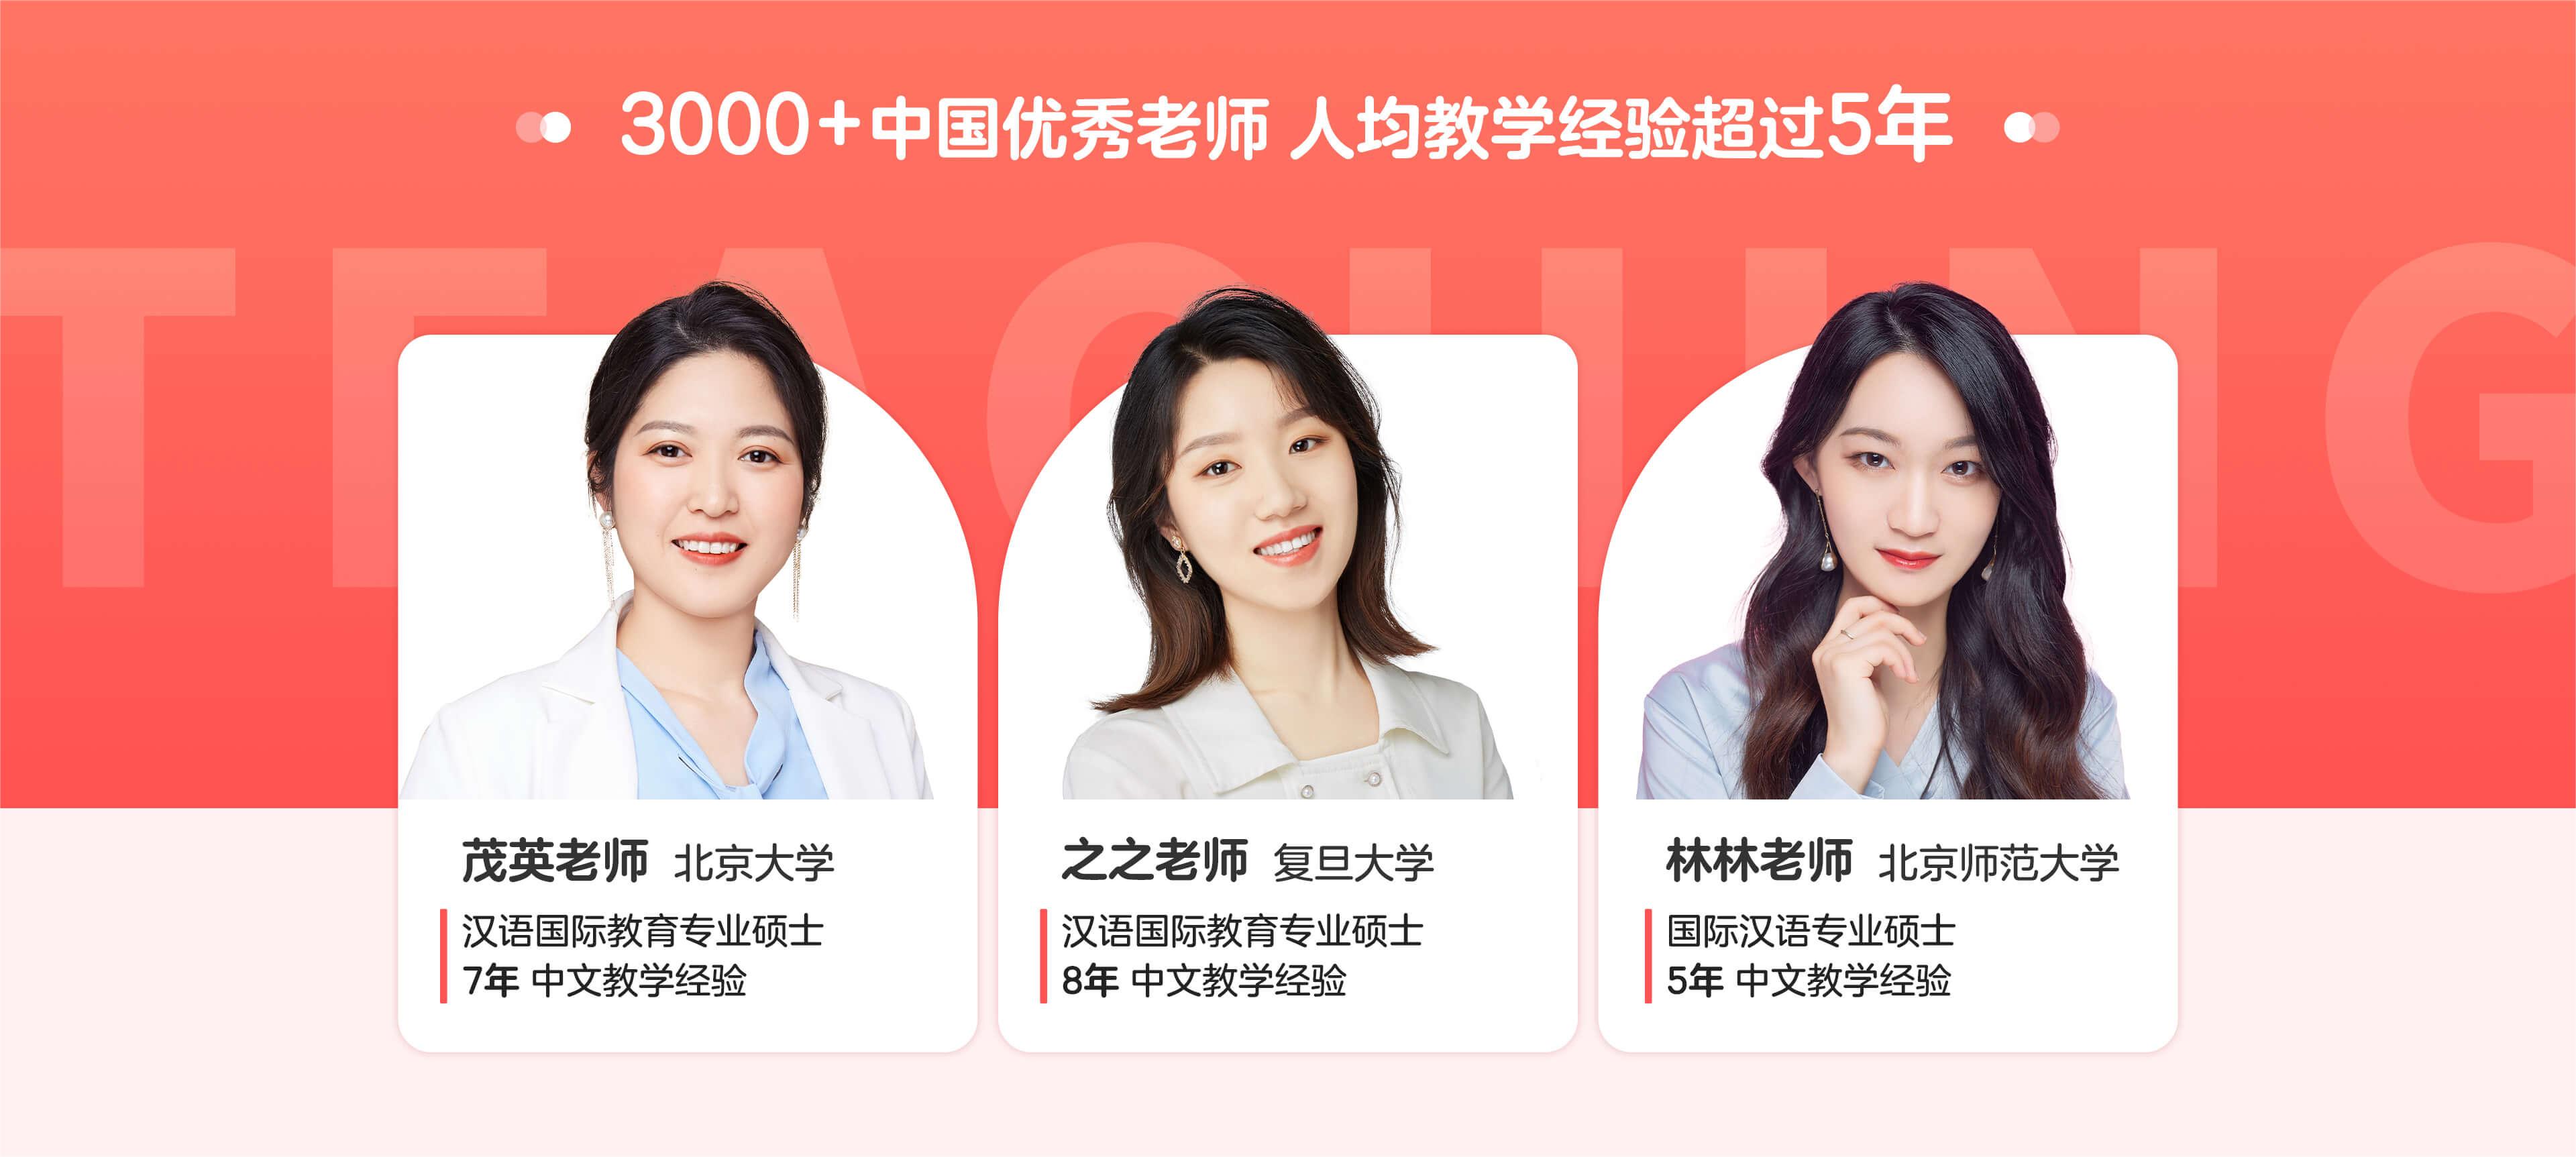 3000+中国优秀老师 人均教学经验超过5年
TEACHING
茂英老师 北京大学
汉语国际教育专业硕士
7年 中文教学经验
之之老师 复旦大学
汉语国际教育专业硕士
8年 中文教学经验
林林老师 北京师范大学
国际汉语专业硕士
5年 中文教学经验